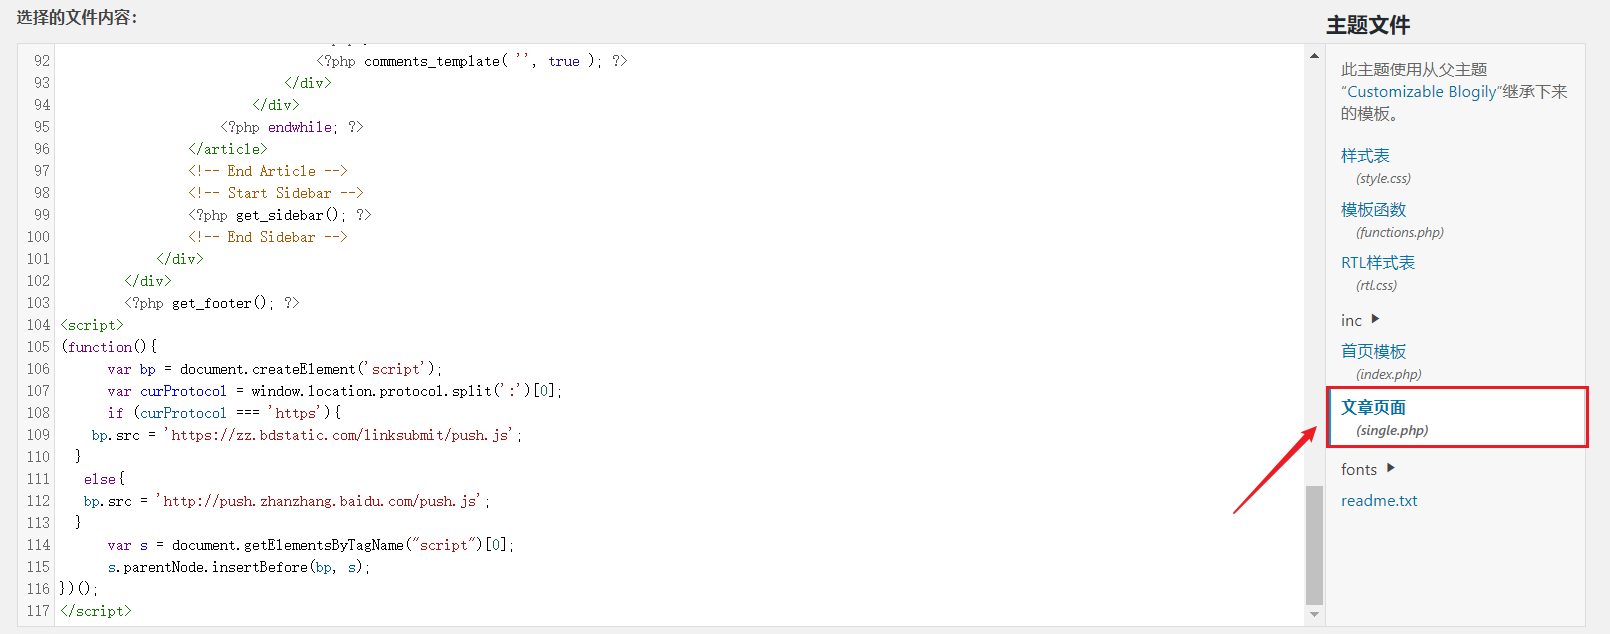 选择的文件内容：
主题文件
92 <?php comments_template( '', true ); ?>
93 </div>
94 </div>
95 <?php endwhile; ?>
96 </article>
97 <!-- End Article -->
98 <!-- Start Sidebar -->
99 <?php get_sidebar(); ?>
100 <!-- End Sidebar -->
101 </div>
102 </div>
103 <?php get_footer(); ?>
104 <script>
105 (function(){
106 var bp = document.createElement('script');
107 var curProtocol = window.location.protocol.split(':')[0];
108 if (curProtocol === 'https'){
109 bp.src = 'https://zz.bdstatic.com/linksubmit/push.js';
110 }
111 else{
112 bp.src = 'http://push.zhanzhang.baidu.com/push.js';
113 }
114 var s = document.getElementsByTagName("script")[0];
115 s.parentNode.insertBefore(bp, s);
116 })();
117 </script>
此主题使用从父主题
“Customizable Blogily”继承下来
的模板。
样式表
(style.css)
模板函数
(functions.php)
RTL样式表
(rtl.css)
inc
首页模板
(index.php)
文章页面
(single.php)
fonts
readme.txt